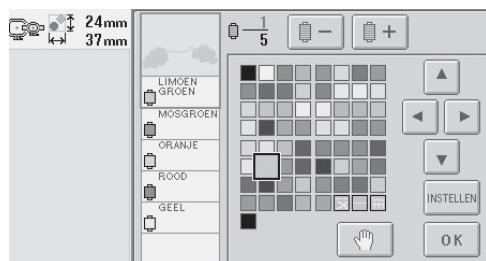 24mm
37mm
1
5
−
+
LIMOEN
GROEN
MOSGROEN
ORANJE
ROOD
GEEL
INSTELLEN
OK